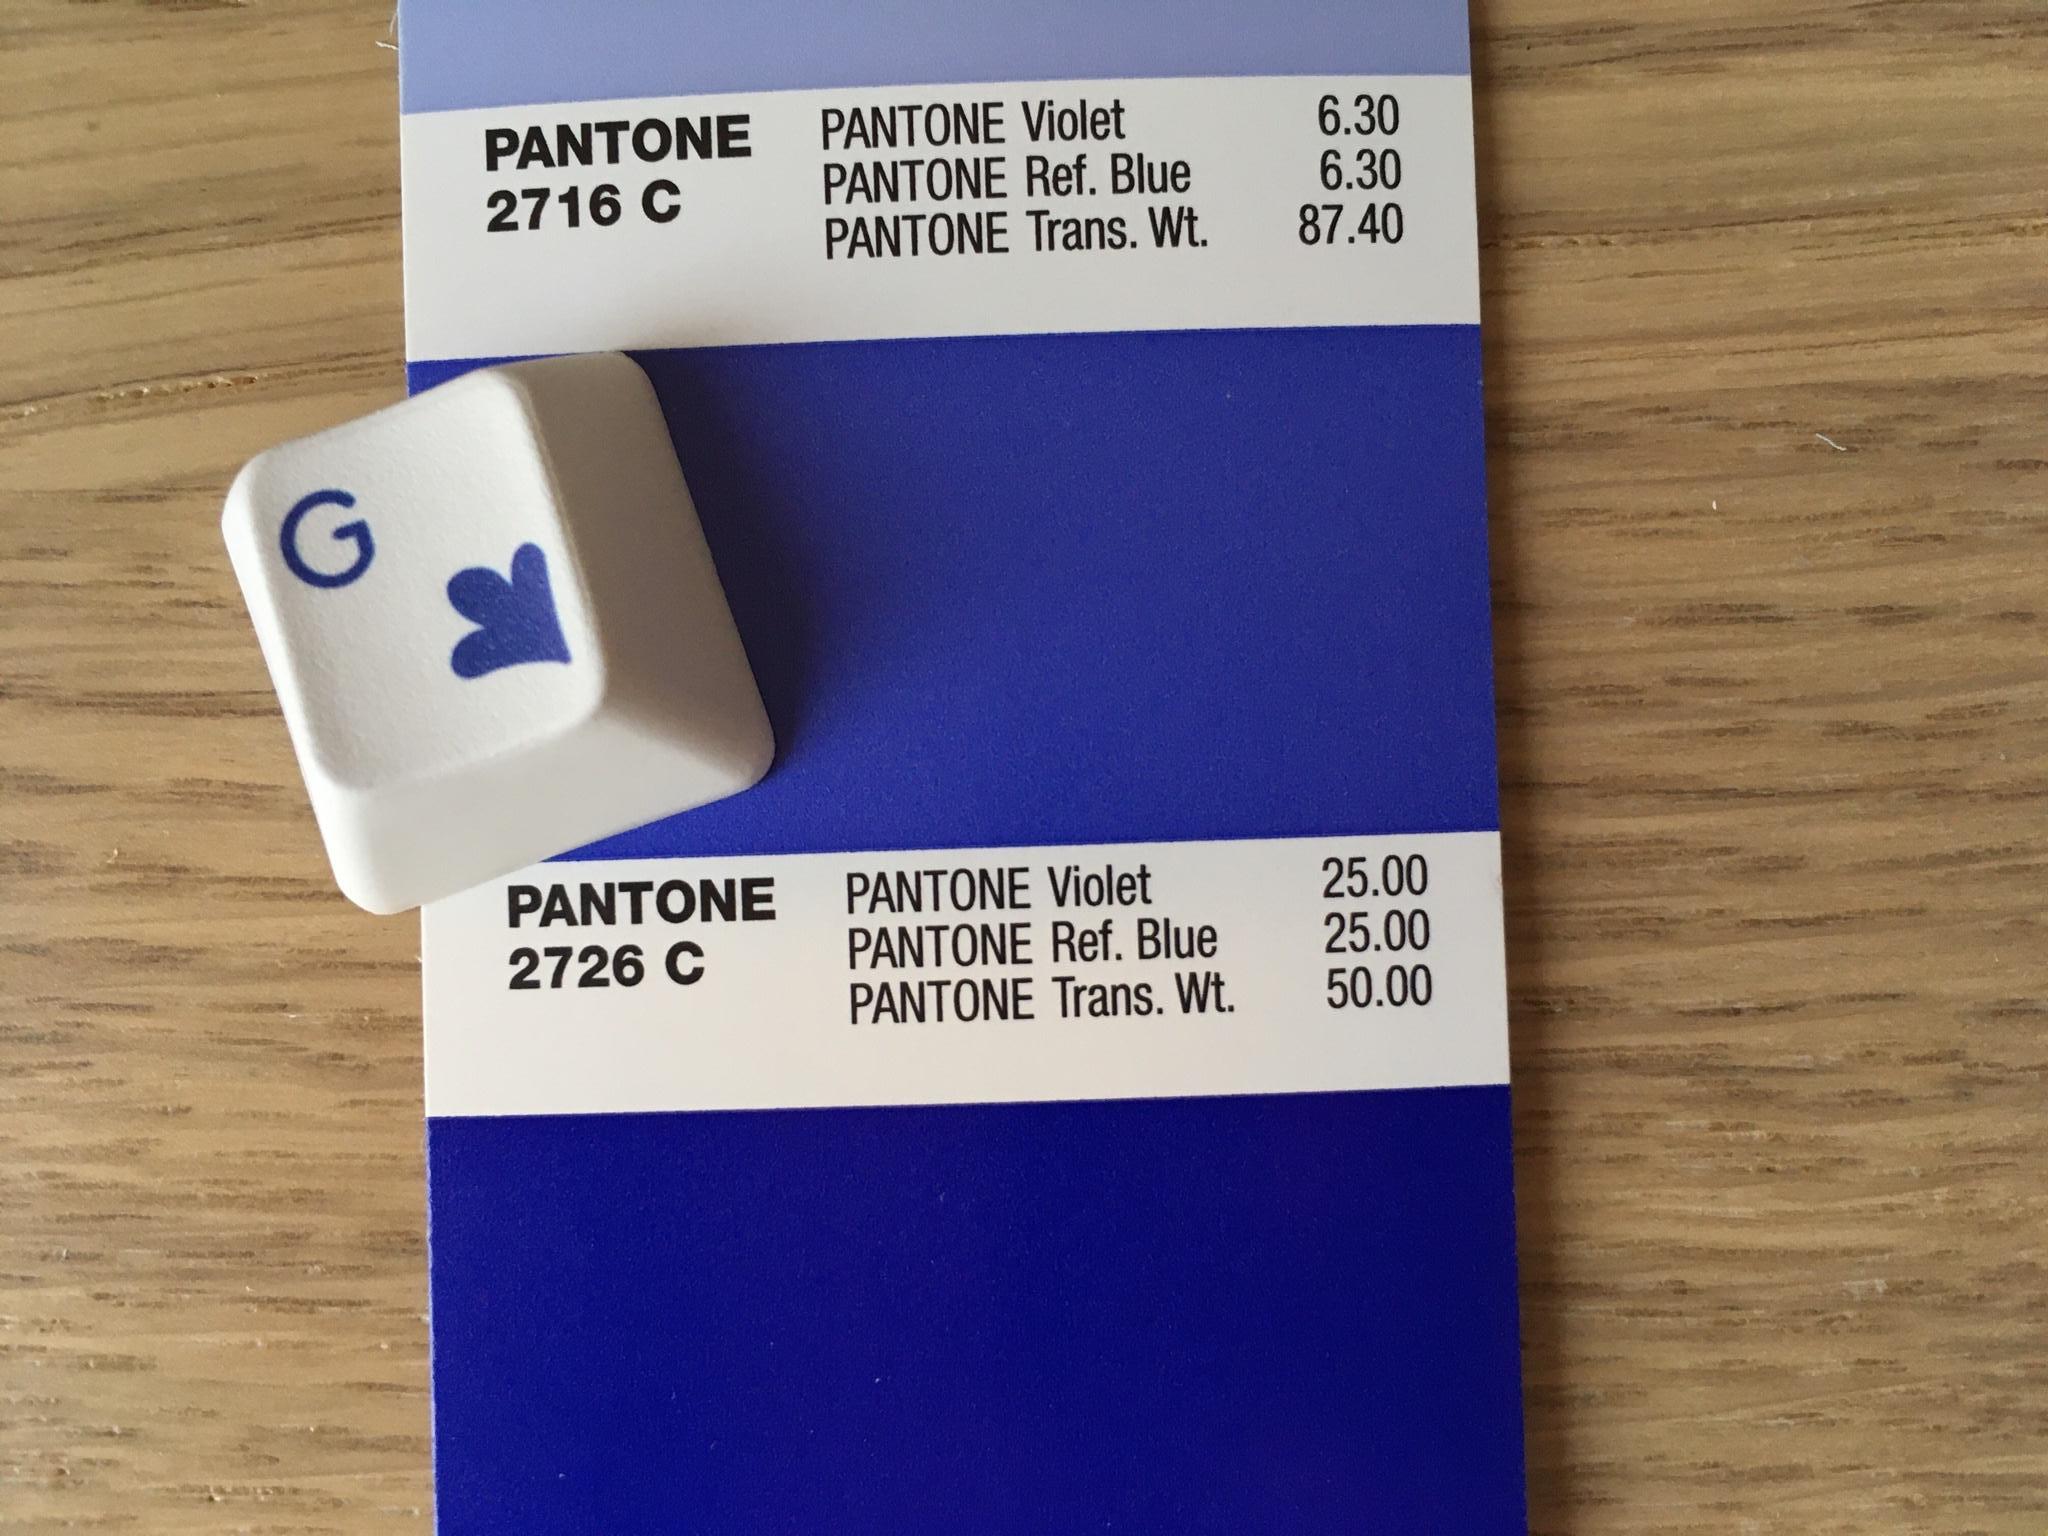 PANTONE
2716 C
PANTONE Violet 6.30
PANTONE Ref. Blue 6.30
PANTONE Trans. Wt. 87.40
G
PANTONE
2726 C
PANTONE Violet 25.00
PANTONE Ref. Blue 25.00
PANTONE Trans. Wt. 50.00